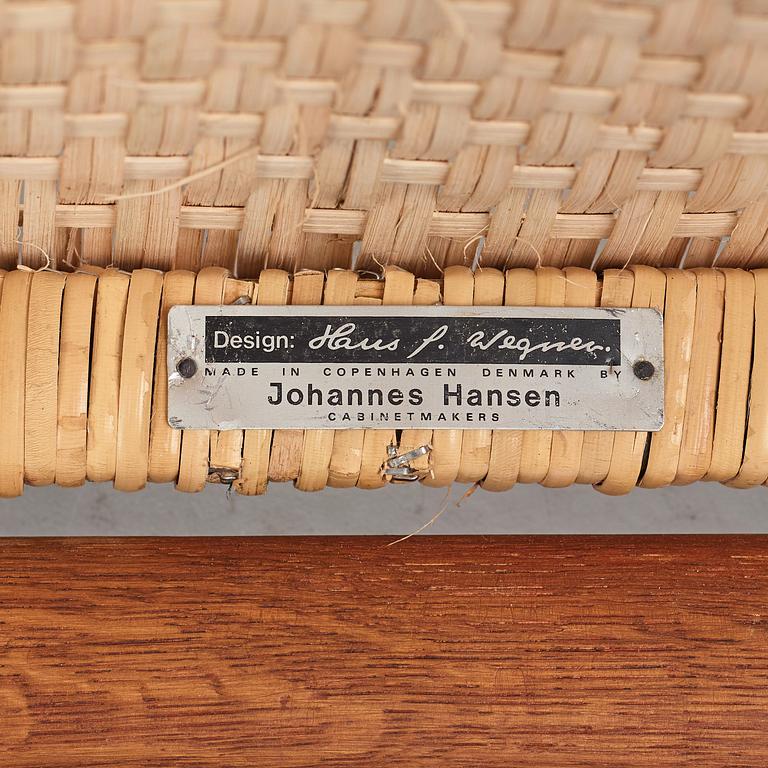 Design: Hans J. Wegner.
MADE IN COPENHAGEN DENMARK BY
Johannes Hansen
CABINETMAKERS